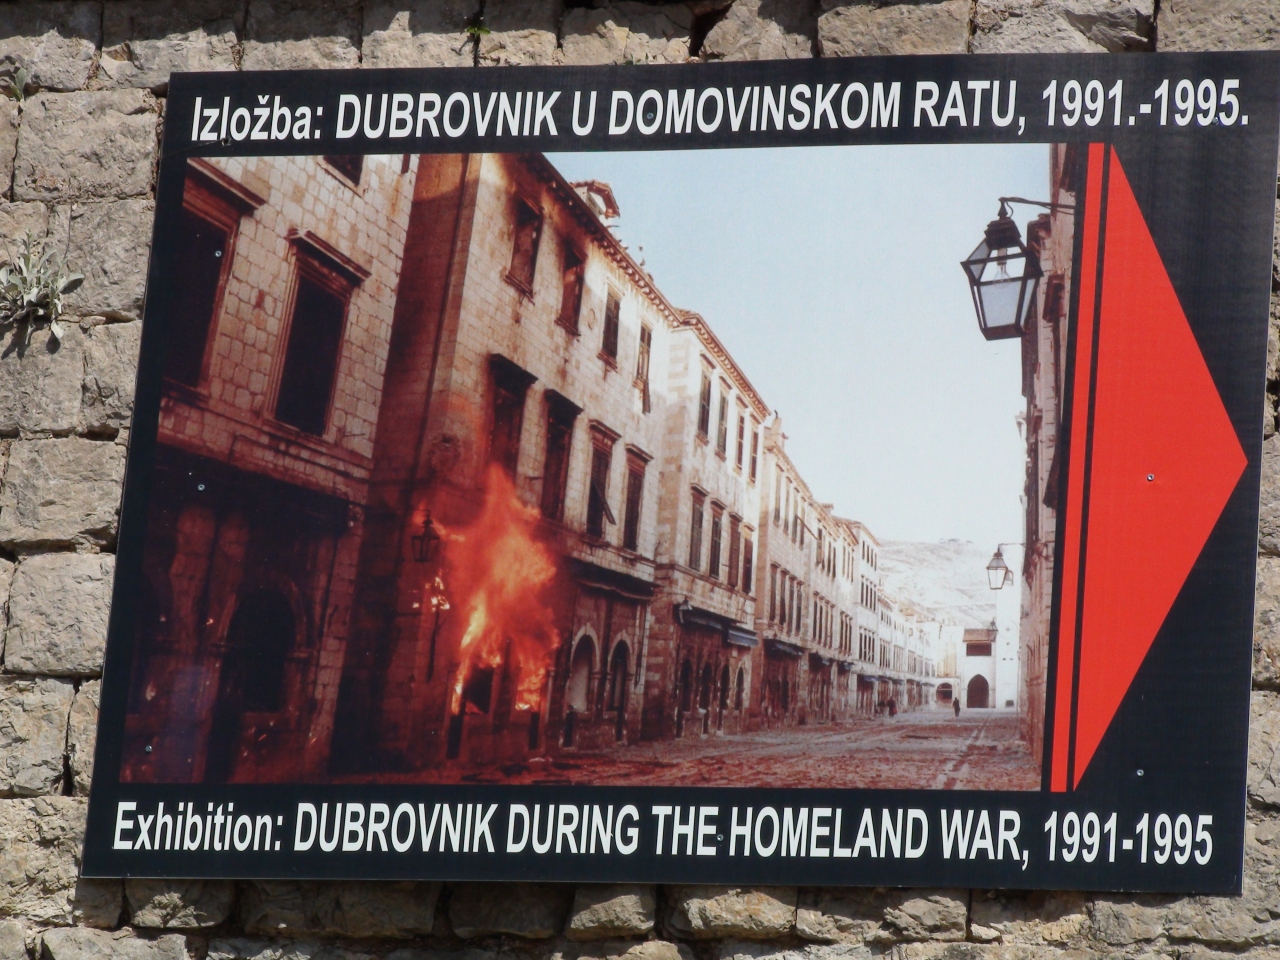 Izložba: DUBROVNIK U DOMOVINSKOM RATU, 1991.-1995.
Exhibition: DUBROVNIK DURING THE HOMELAND WAR, 1991-1995